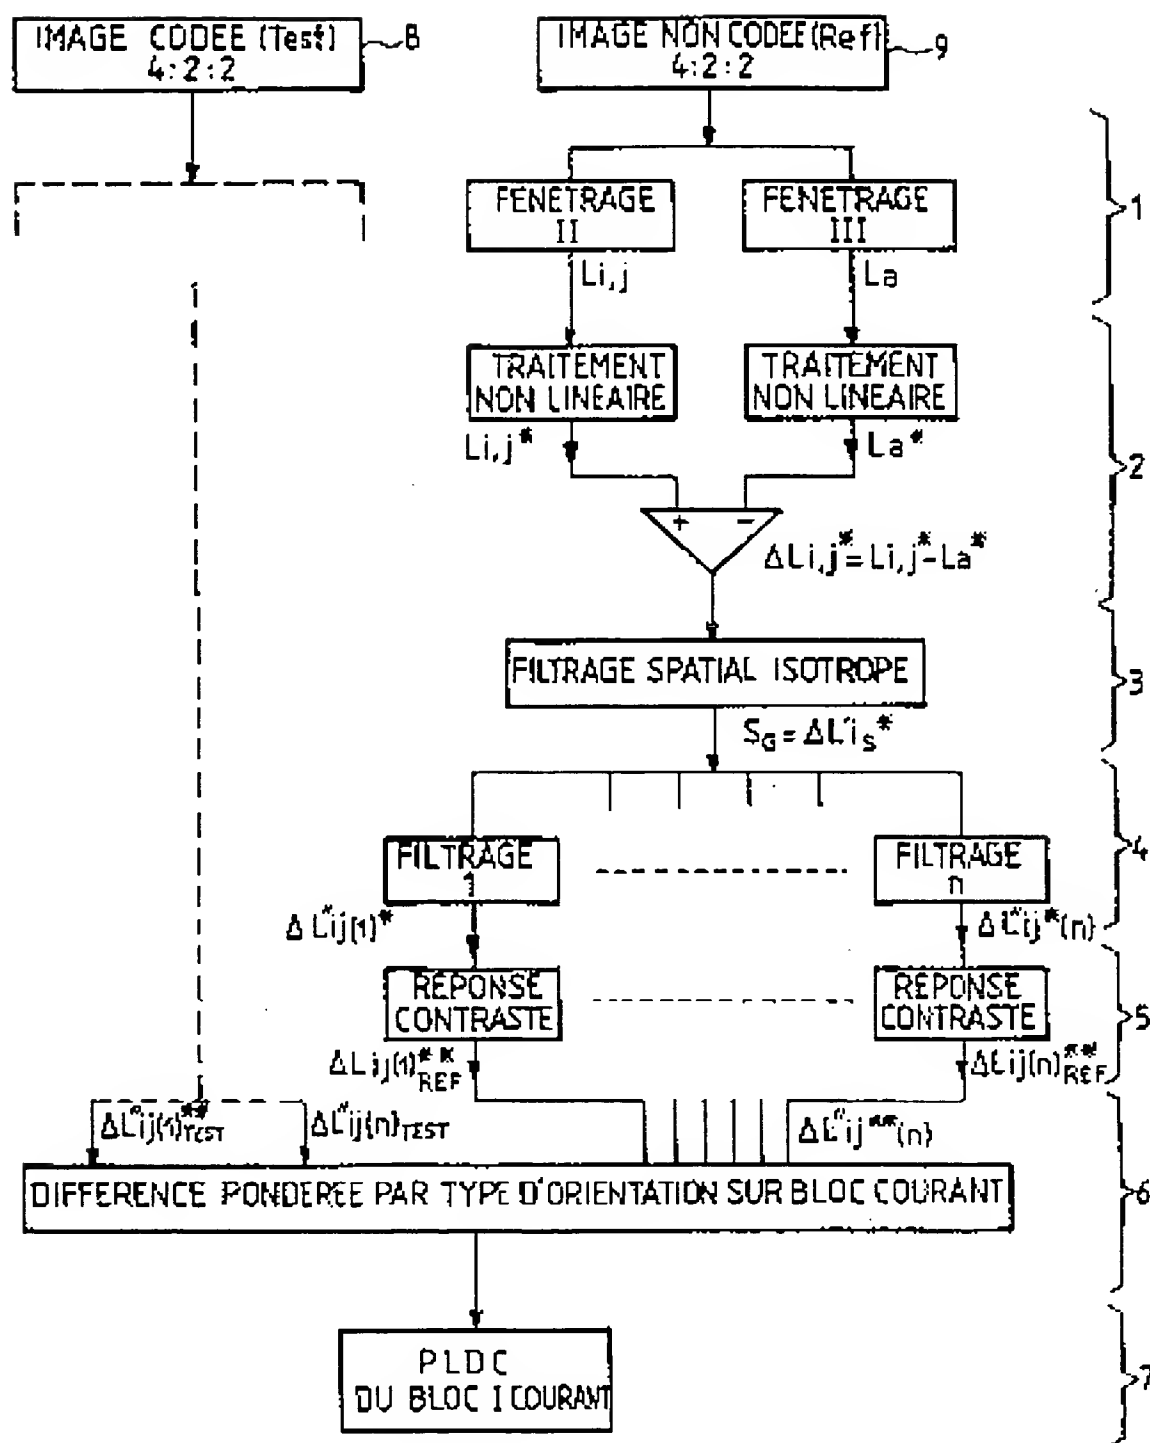 IMAGE CODEE (Test)
4:2:2
8
IMAGE NON CODEE (Ref)
4:2:2
9
FENETRAGE
II
FENETRAGE
III
1
Li,j
La
TRAITEMENT
NON LINEAIRE
TRAITEMENT
NON LINEAIRE
Li,j*
La*
2
+ −
ΔLi,j* = Li,j* - La*
FILTRAGE SPATIAL ISOTROPE
3
SG = ΔL'iS*
FILTRAGE
1
FILTRAGE
n
4
ΔL"ij(1)*
ΔL"ij*(n)
REPONSE
CONTRASTE
REPONSE
CONTRASTE
5
ΔLij(1)**REF
ΔLij(n)**REF
ΔL"ij(1)**TEST
ΔL"ij(n)TEST
ΔL"ij**(n)
DIFFERENCE PONDEREE PAR TYPE D'ORIENTATION SUR BLOC COURANT
6
PLDC
DU BLOC I COURANT
7